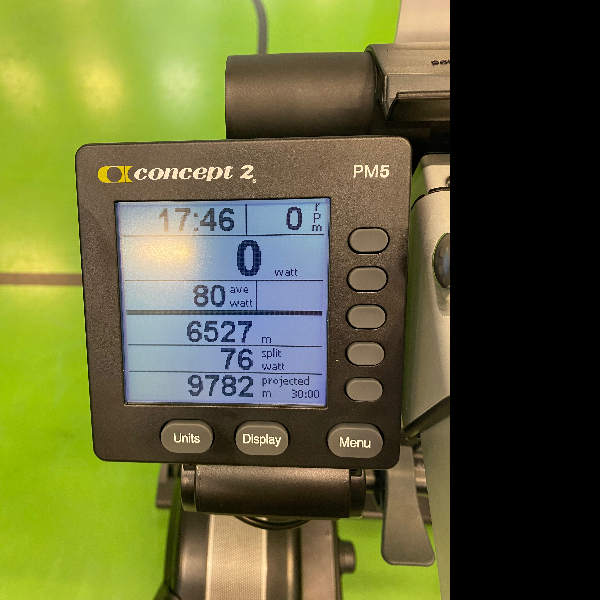 concept 2
PM5
17:46 0 rPm
0 watt
80 ave watt
6527 m
76 split watt
9782 projected m 30:00
Units Display Menu